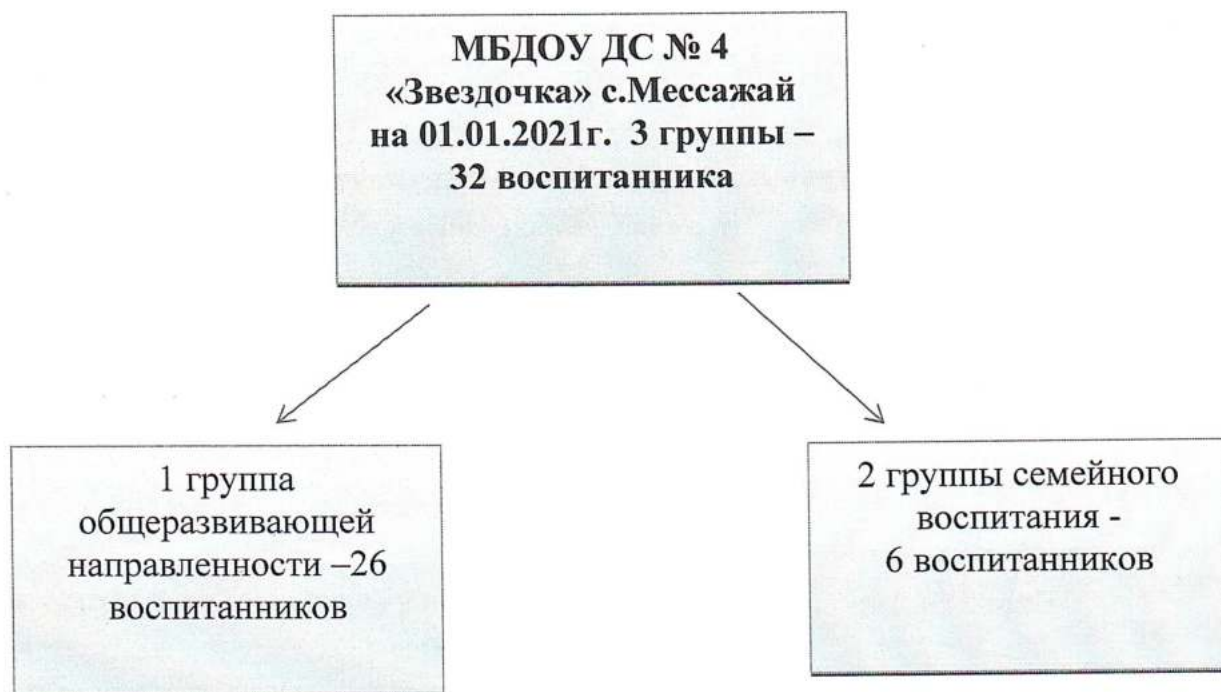 МБДОУ ДС № 4
«Звездочка» с.Мессажай
на 01.01.2021г. 3 группы –
32 воспитанника
1 группа
общеразвивающей
направленности –26
воспитанников
2 группы семейного
воспитания -
6 воспитанников